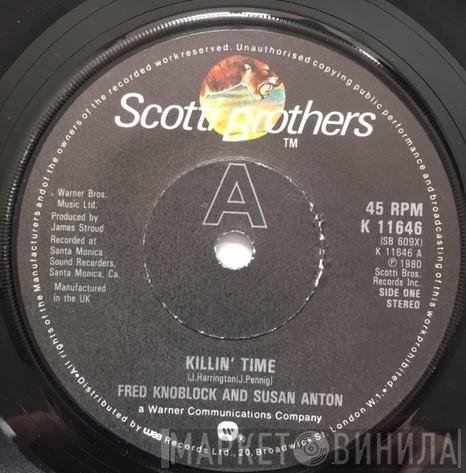 All rights of the Manufacturers and of the owners of the recorded work reserved. Unauthorised copying public performance and broadcasting of this work prohibited.
Scotti Brothers
TM
A
Warner Bros.
Music Ltd.
Produced by
James Stroud
Recorded at
Santa Monica
Sound Recorders,
Santa Monica, Ca.
Manufactured
in the UK
45 RPM
K 11646
(SB 609X)
K 11646 A
℗ 1980
Scotti Bros.
Records Inc.
SIDE ONE
STEREO
KILLIN' TIME
(J.Harrington/J.Pennig)
FRED KNOBLOCK AND SUSAN ANTON
a Warner Communications Company
Distributed by wea Records Ltd., 20, Broadwick St. London W.1.
МАРКЕТ ВИНИЛА